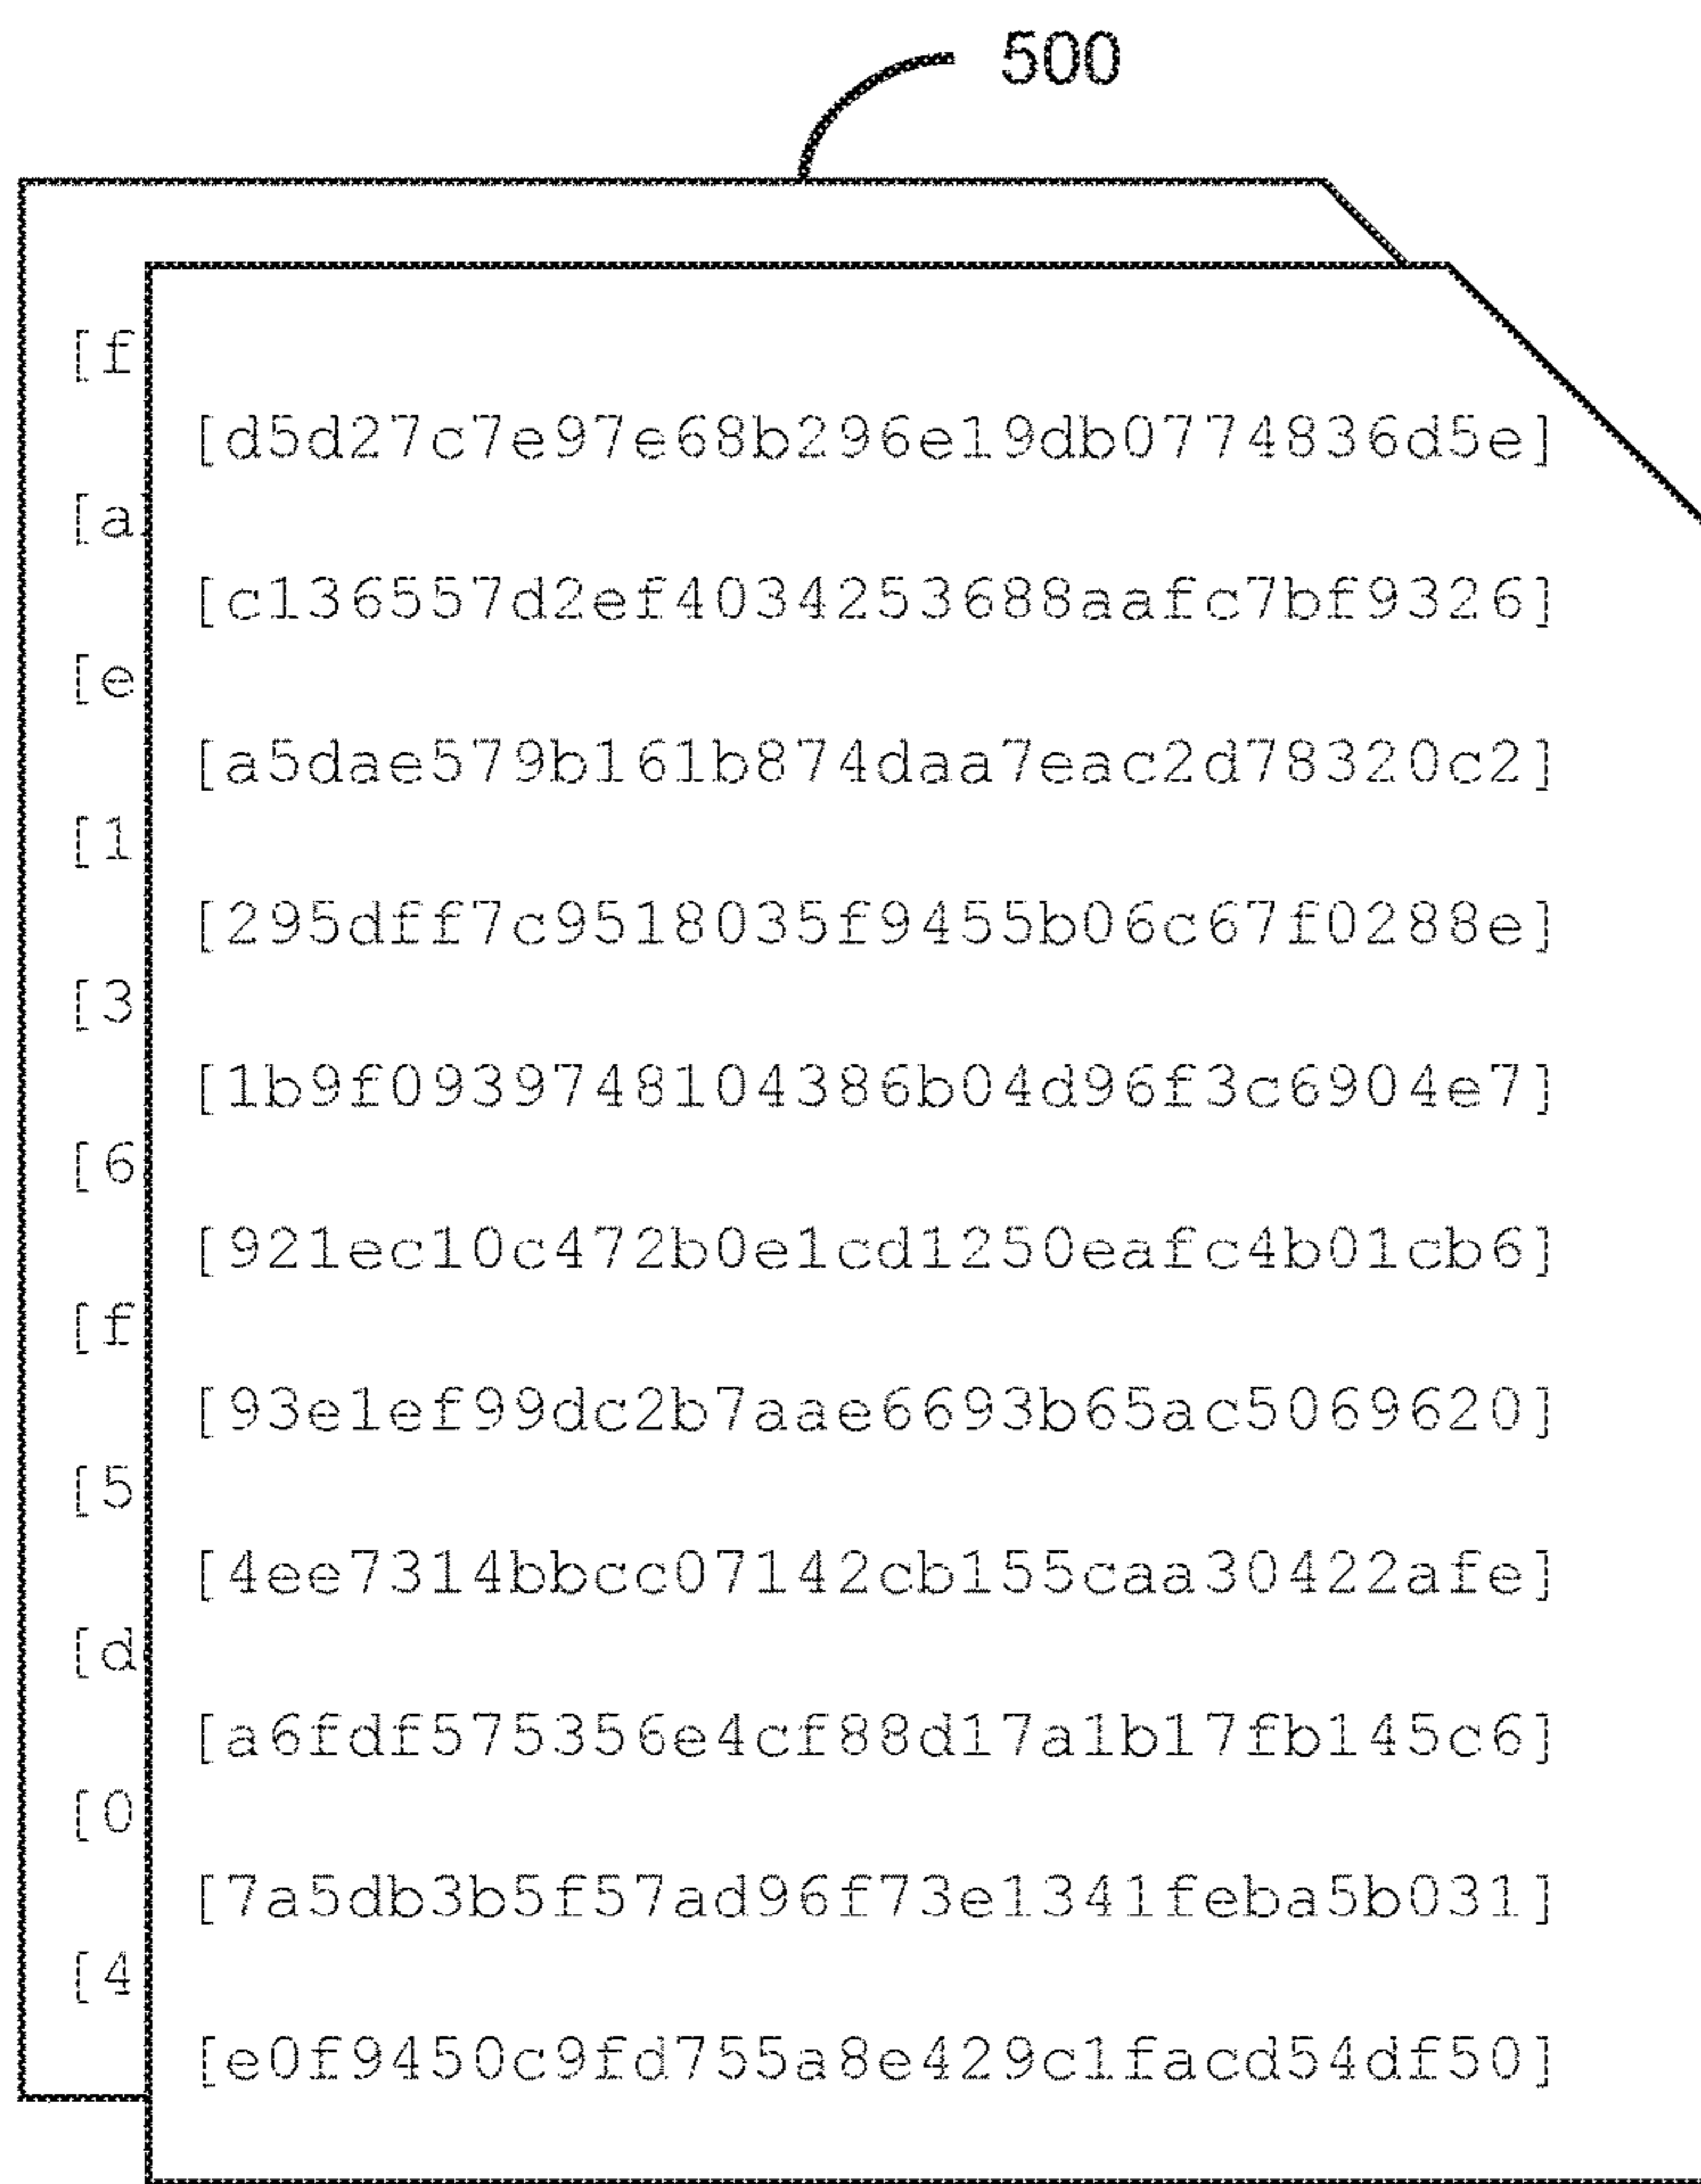 500
[f
[d5d27c7e97e68b296e19db0774836d5e]
[a
[c136557d2ef4034253688aafc7bf9326]
[e
[a5dae579b161b874daa7eac2d78320c2]
[1
[295dff7c9518035f9455b06c67f0288e]
[3
[1b9f0939748104386b04d96f3c6904e7]
[6
[921ec10c472b0e1cd1250eafc4b01cb6]
[f
[93e1ef99dc2b7aae6693b65ac5069620]
[5
[4ee7314bbcc07142cb155caa30422afe]
[d
[a6fdf575356e4cf88d17a1b17fb145c6]
[0
[7a5db3b5f57ad96f73e1341feba5b031]
[4
[e0f9450c9fd755a8e429c1facd54df50]